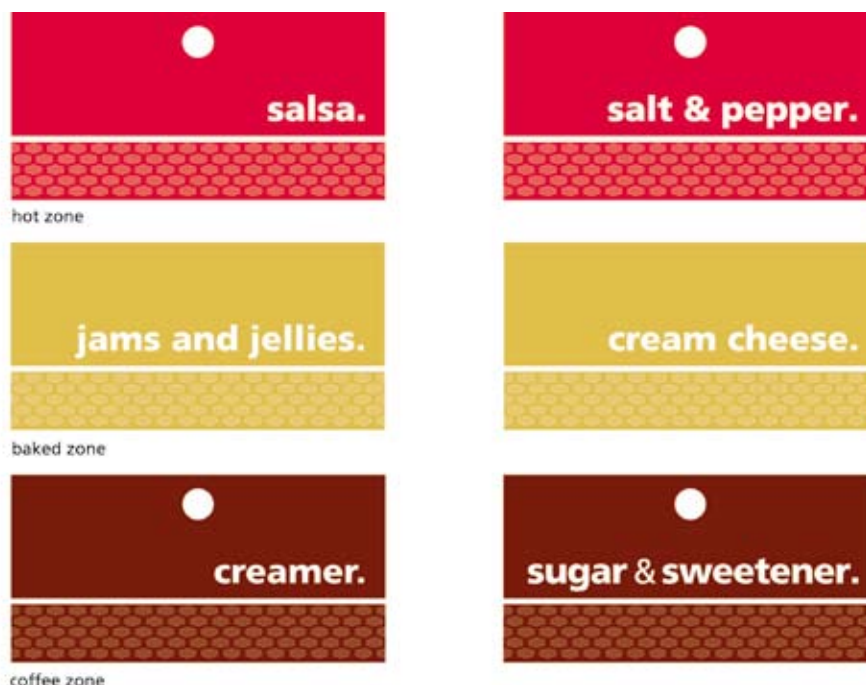 salsa.
salt & pepper.
hot zone
jams and jellies.
cream cheese.
baked zone
creamer.
sugar & sweetener.
coffee zone